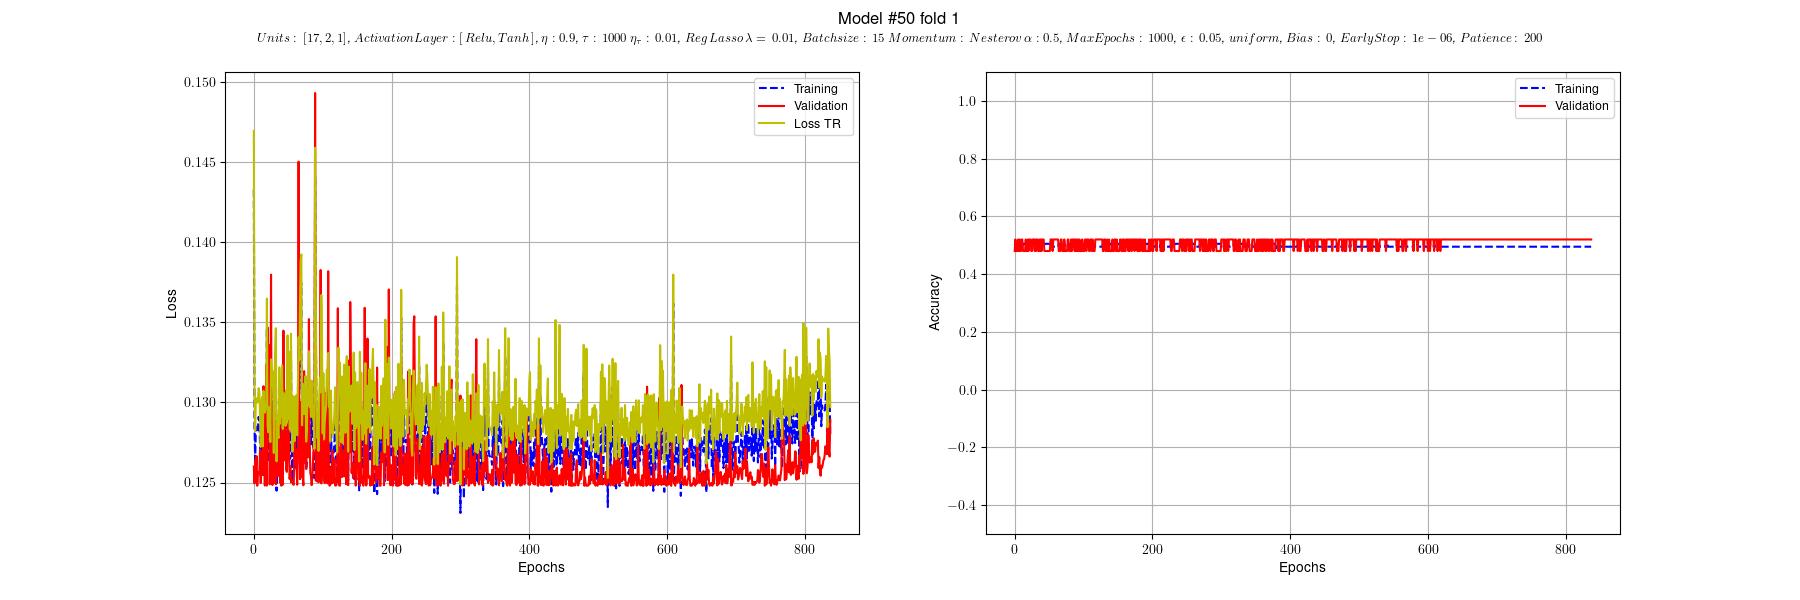 Model #50 fold 1
Units : [17, 2, 1], ActivationLayer : [ Relu, Tanh ], η : 0.9, τ : 1000 ητ : 0.01, Reg Lasso λ = 0.01, Batchsize : 15 Momentum : Nesterov α : 0.5, MaxEpochs : 1000, ϵ : 0.05, uniform, Bias : 0, EarlyStop : 1e − 06, Patience : 200
0.150
0.145
0.140
0.135
0.130
0.125
Loss
Training
Validation
Loss TR
0 200 400 600 800
Epochs
1.0
0.8
0.6
0.4
0.2
0.0
−0.2
−0.4
Accuracy
Training
Validation
0 200 400 600 800
Epochs